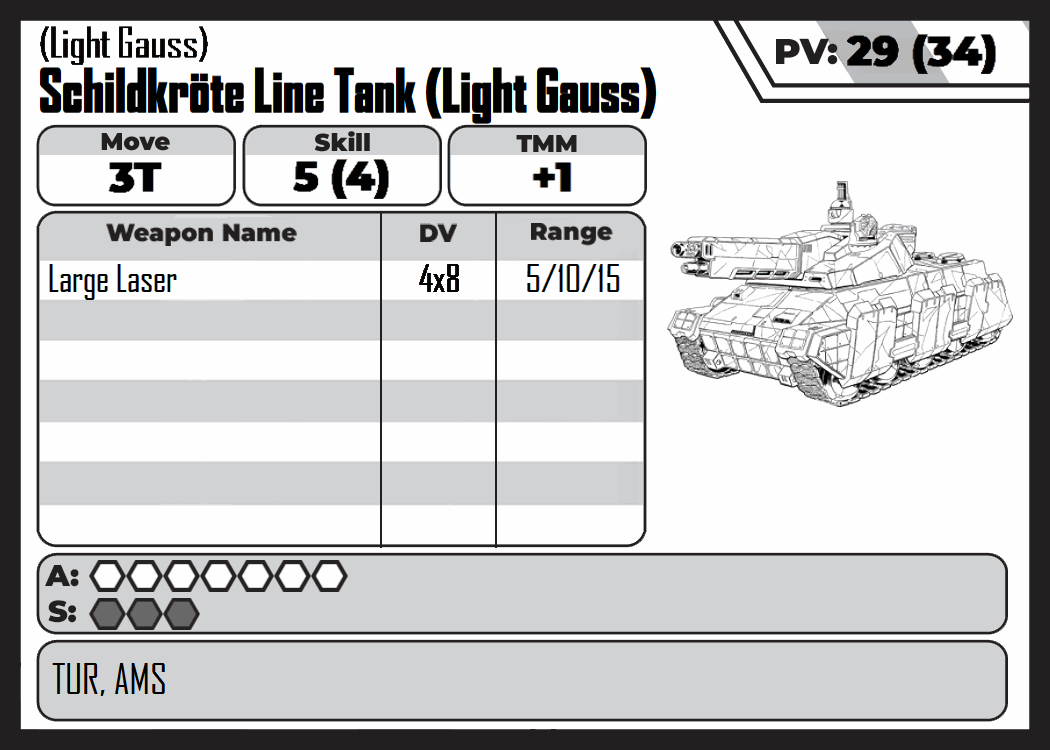 (Light Gauss)
Schildkröte Line Tank (Light Gauss)
PV: 29 (34)
Move
3T
Skill
5 (4)
TMM
+1
Weapon Name DV Range
Large Laser 4x8 5/10/15
A:
S:
TUR, AMS